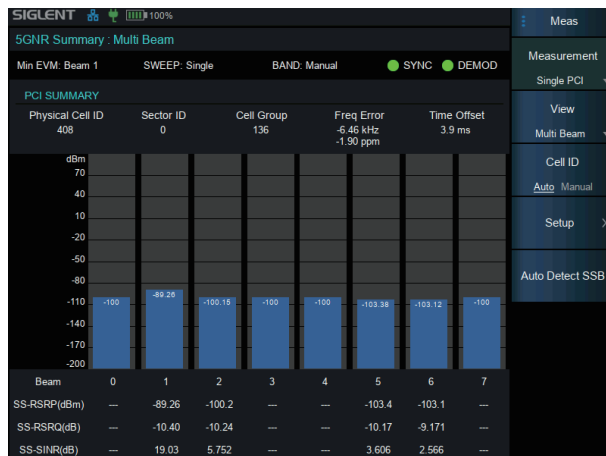 SIGLENT 100%
Meas
5GNR Summary : Multi Beam
Min EVM: Beam 1 SWEEP: Single BAND: Manual SYNC DEMOD
Measurement
Single PCI
PCI SUMMARY
Physical Cell ID Sector ID Cell Group Freq Error Time Offset
408 0 136 -6.46 kHz 3.9 ms
-1.90 ppm
View
Multi Beam
dBm
70
40
10
-20
-50
-80
-110
-140
-170
-200
-100 -89.26 -100.15 -100 -100 -103.38 -103.12 -100
Cell ID
Auto Manual
Setup
Auto Detect SSB
Beam 0 1 2 3 4 5 6 7
SS-RSRP(dBm) --- -89.26 -100.2 --- --- -103.4 -103.1 ---
SS-RSRQ(dB) --- -10.40 -10.24 --- --- -10.17 -9.171 ---
SS-SINR(dB) --- 19.03 5.752 --- --- 3.606 2.566 ---